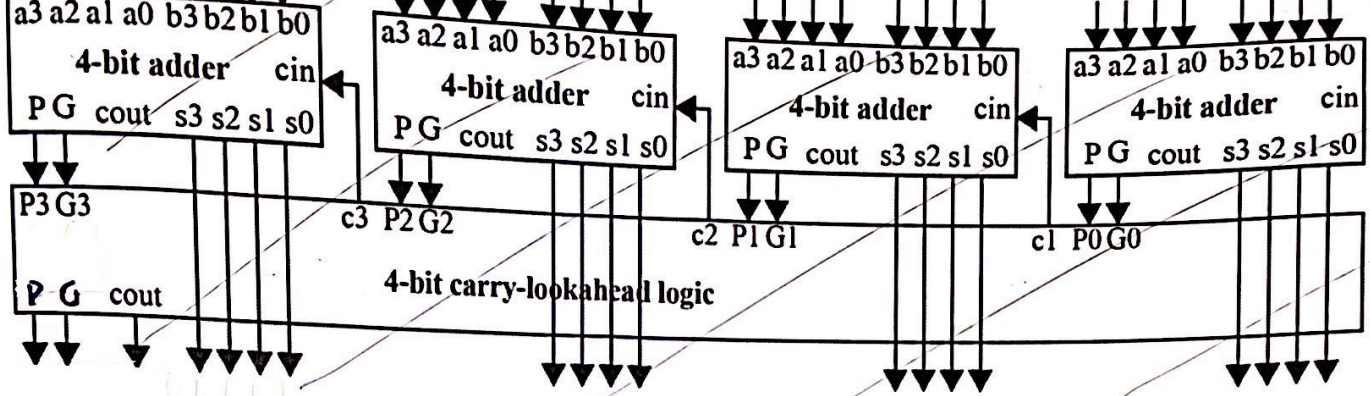 a3 a2 a1 a0 b3 b2 b1 b0
4-bit adder cin
P G cout s3 s2 s1 s0
a3 a2 a1 a0 b3 b2 b1 b0
4-bit adder cin
P G cout s3 s2 s1 s0
a3 a2 a1 a0 b3 b2 b1 b0
4-bit adder cin
P G cout s3 s2 s1 s0
a3 a2 a1 a0 b3 b2 b1 b0
4-bit adder cin
P G cout s3 s2 s1 s0
P3 G3 c3 P2 G2 c2 P1 G1 c1 P0 G0
4-bit carry-lookahead logic
P G cout